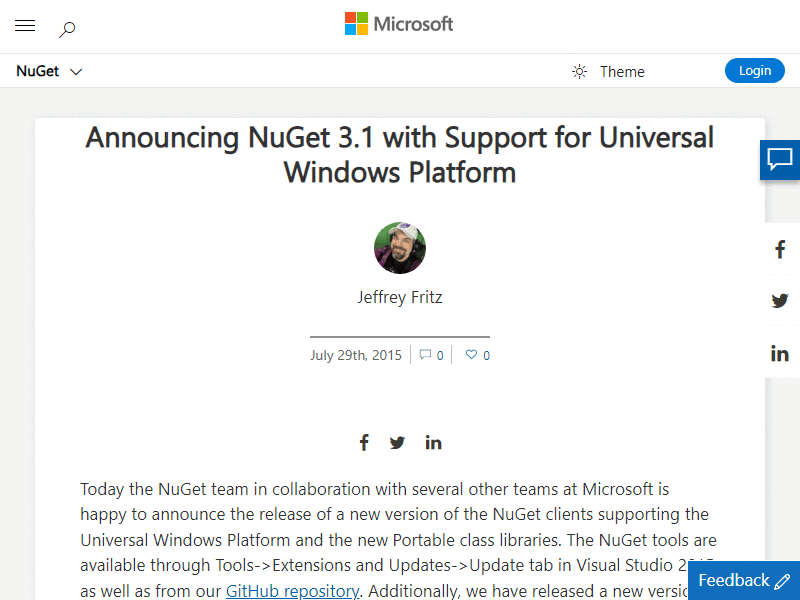 Microsoft
NuGet
Theme
Login
Announcing NuGet 3.1 with Support for Universal
Windows Platform
Jeffrey Fritz
July 29th, 2015
0
0
Today the NuGet team in collaboration with several other teams at Microsoft is
happy to announce the release of a new version of the NuGet clients supporting the
Universal Windows Platform and the new Portable class libraries. The NuGet tools are
available through Tools->Extensions and Updates->Update tab in Visual Studio
as well as from our GitHub repository. Additionally, we have released a new
Feedback